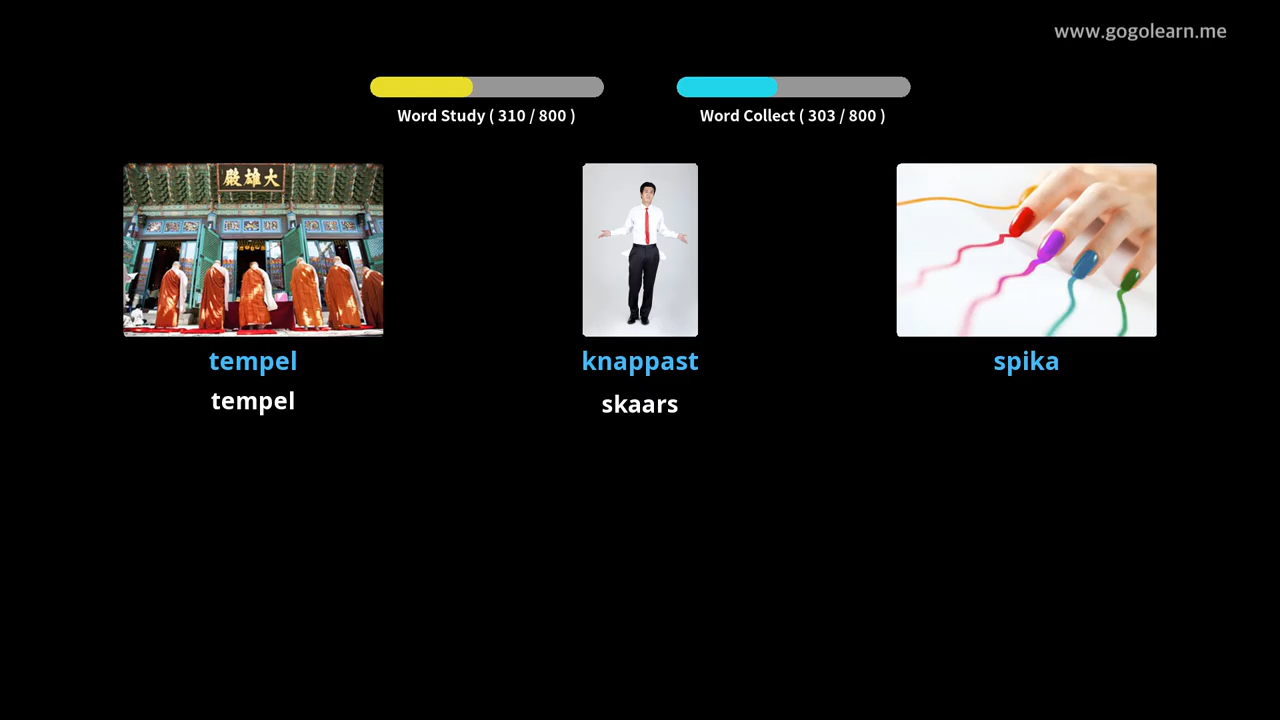 www.gogolearn.me
Word Study ( 310 / 800 )
Word Collect ( 303 / 800 )
殿雄大
tempel
knappast
spika
tempel
skaars